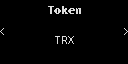 Token
< TRX >